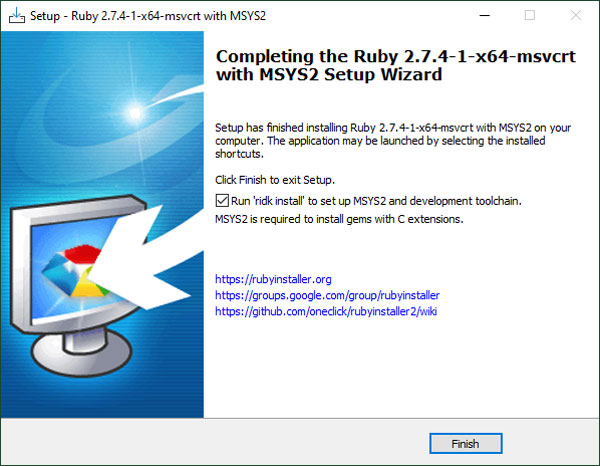 Setup - Ruby 2.7.4-1-x64-msvcrt with MSYS2
Completing the Ruby 2.7.4-1-x64-msvcrt
with MSYS2 Setup Wizard
Setup has finished installing Ruby 2.7.4-1-x64-msvcrt with MSYS2 on your
computer. The application may be launched by selecting the installed
shortcuts.
Click Finish to exit Setup.
Run 'ridk install' to set up MSYS2 and development toolchain.
MSYS2 is required to install gems with C extensions.
https://rubyinstaller.org
https://groups.google.com/group/rubyinstaller
https://github.com/oneclick/rubyinstaller2/wiki
Finish